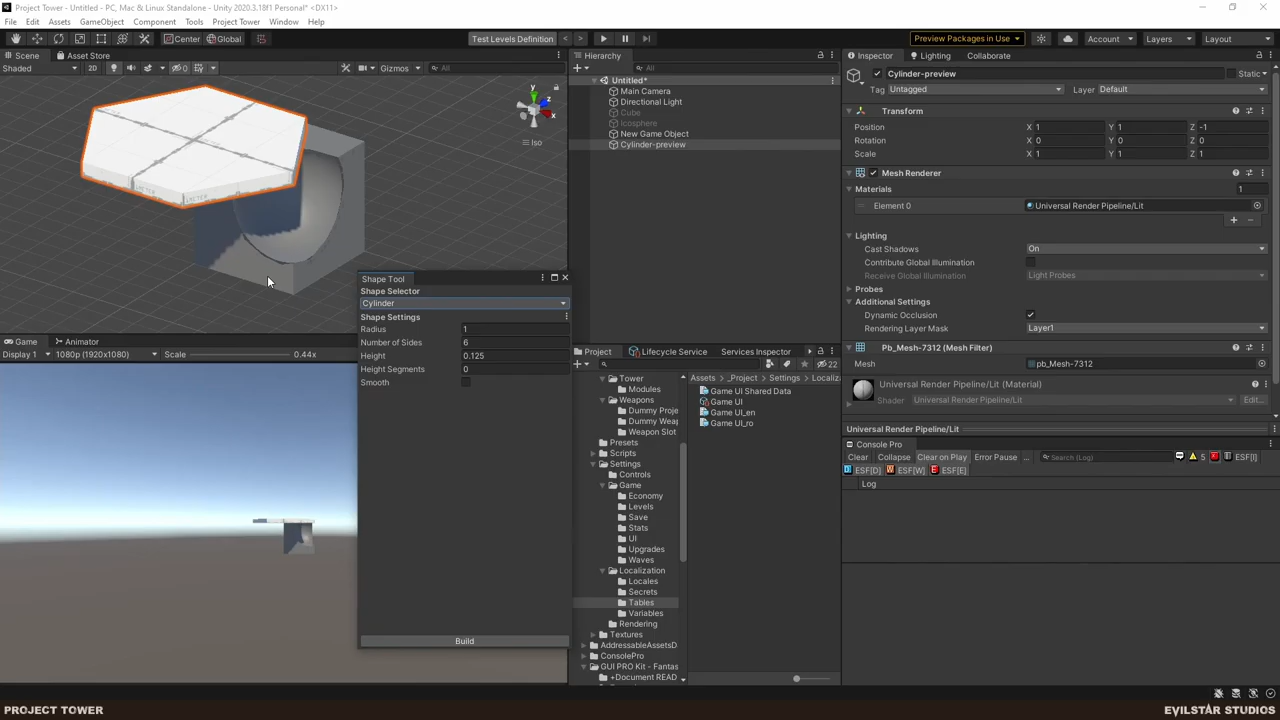 Project Tower - Untitled - PC, Mac & Linux Standalone - Unity 2020.3.18f1 Personal* <DX11>
File Edit Assets GameObject Component Tools Project Tower Window Help
Center Global Test Levels Definition Preview Packages in Use Account Layers Layout
Scene Asset Store
Shaded 2D 0 Gizmos All
y
z
x
Iso
Hierarchy
All
Untitled*
Main Camera
Directional Light
Cube
Icosphere
New Game Object
Cylinder-preview
Shape Tool
Shape Selector
Cylinder
Shape Settings
Radius 1
Number of Sides 6
Height 0.125
Height Segments 0
Smooth
Build
Game Animator
Display 1 1080p (1920x1080) Scale 0.44x
Project Lifecycle Service Services Inspector
22
Tower
Modules
Weapons
Dummy Proje
Dummy Weap
Weapon Slot
Presets
Scripts
Settings
Controls
Game
Economy
Levels
Save
Stats
UI
Upgrades
Waves
Localization
Locales
Secrets
Tables
Variables
Rendering
Textures
AddressableAssetsD
ConsolePro
GUI PRO Kit - Fantas
+Document READ
Assets > _Project > Settings > Localiz
Game UI Shared Data
Game UI
Game UI_en
Game UI_ro
Inspector Lighting Collaborate
Cylinder-preview Static
Tag Untagged Layer Default
Transform
Position X 1 Y 1 Z -1
Rotation X 0 Y 0 Z 0
Scale X 1 Y 1 Z 1
Mesh Renderer
Materials 1
Element 0 Universal Render Pipeline/Lit
Lighting
Cast Shadows On
Contribute Global Illumination
Receive Global Illumination Light Probes
Probes
Additional Settings
Dynamic Occlusion
Rendering Layer Mask Layer1
Pb_Mesh-7312 (Mesh Filter)
Mesh pb_Mesh-7312
Universal Render Pipeline/Lit (Material)
Shader Universal Render Pipeline/Lit Edit...
Universal Render Pipeline/Lit
Console Pro
Clear Collapse Clear on Play Error Pause ... Search (Log) 5 ESF[I]
ESF[D] ESF[W] ESF[E]
Log
PROJECT TOWER
EVILSTAR STUDIOS